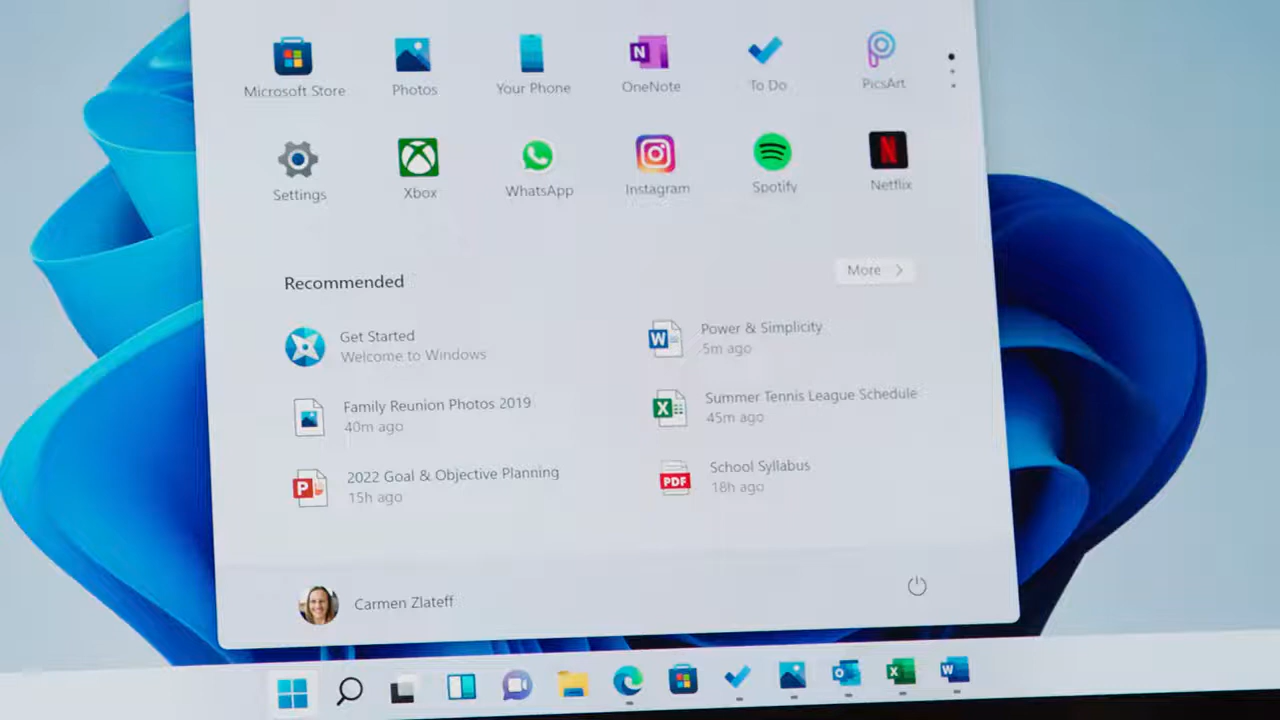 Microsoft Store
Photos
Your Phone
OneNote
To Do
PicsArt
Settings
Xbox
WhatsApp
Instagram
Spotify
Netflix
Recommended
More
Get Started
Welcome to Windows
Power & Simplicity
5m ago
Family Reunion Photos 2019
40m ago
Summer Tennis League Schedule
45m ago
2022 Goal & Objective Planning
15h ago
PDF
School Syllabus
18h ago
Carmen Zlateff